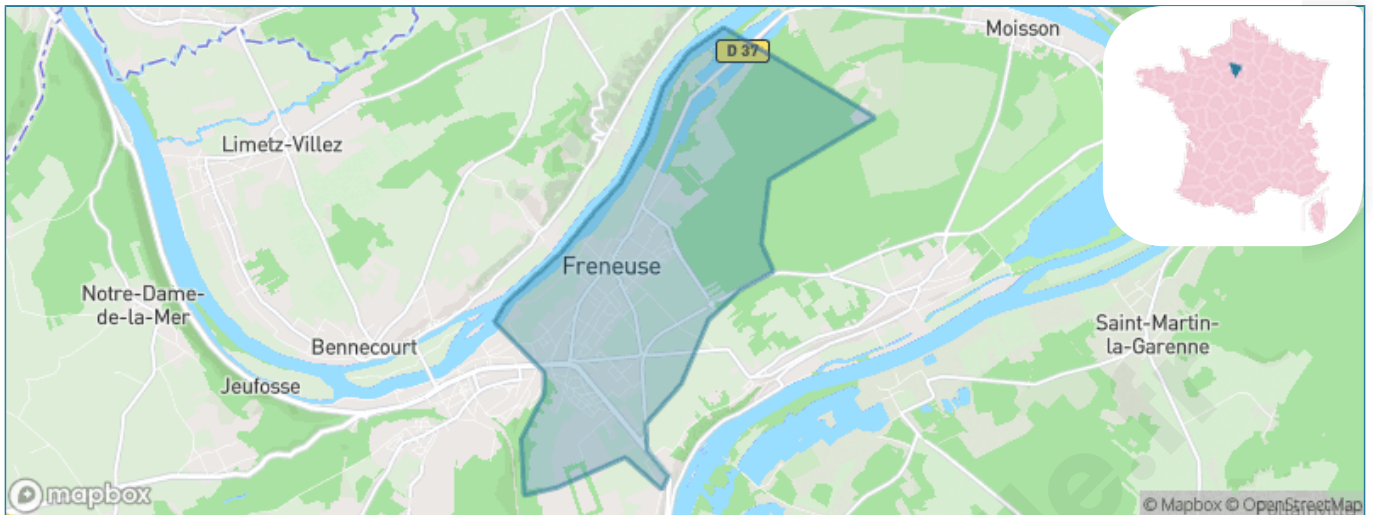 Moisson
D 37
Limetz-Villez
Freneuse
Notre-Dame-
de-la-Mer
Bennecourt
Jeufosse
Saint-Martin-
la-Garenne
mapbox
© Mapbox © OpenStreetMap